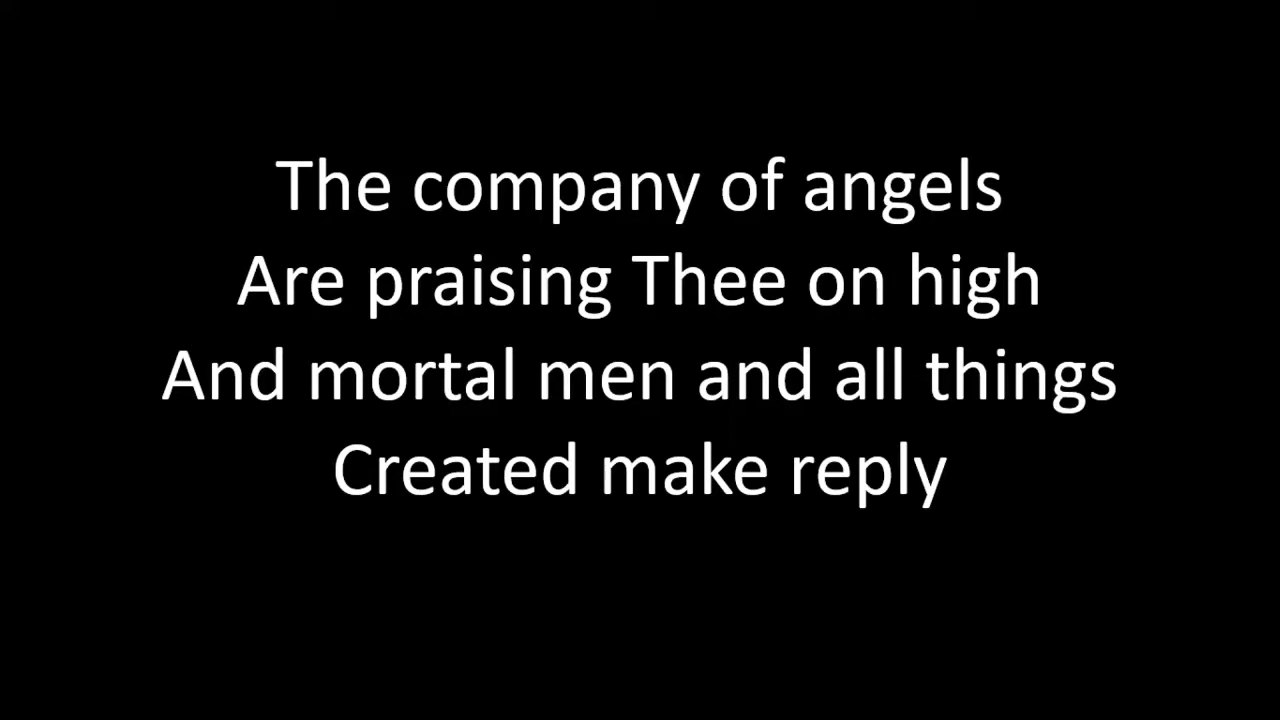 The company of angels
Are praising Thee on high
And mortal men and all things
Created make reply